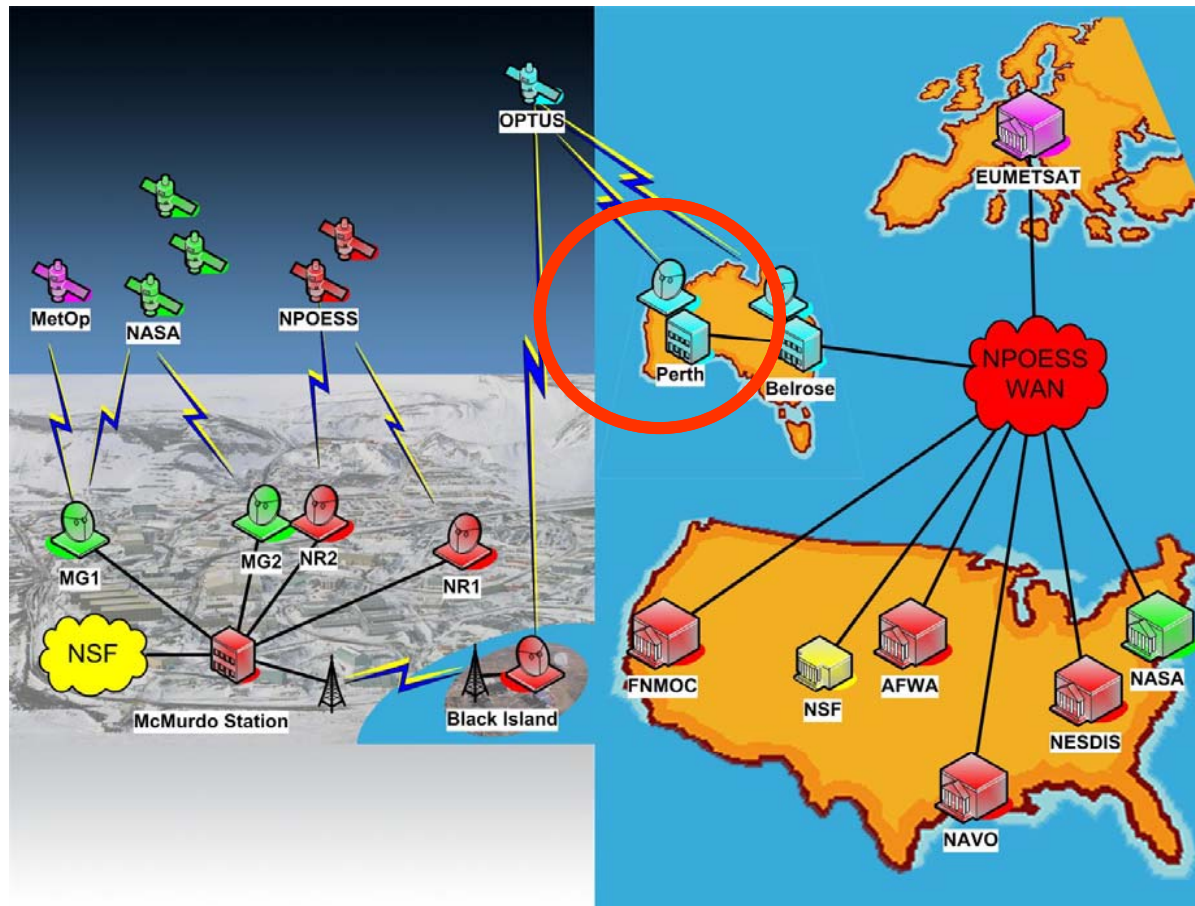 OPTUS
EUMETSAT
MetOp
NASA
NPOESS
Perth
Belrose
NPOESS
WAN
MG1
MG2
NR2
NR1
NSF
McMurdo Station
Black Island
FNMOC
NSF
AFWA
NASA
NESDIS
NAVO